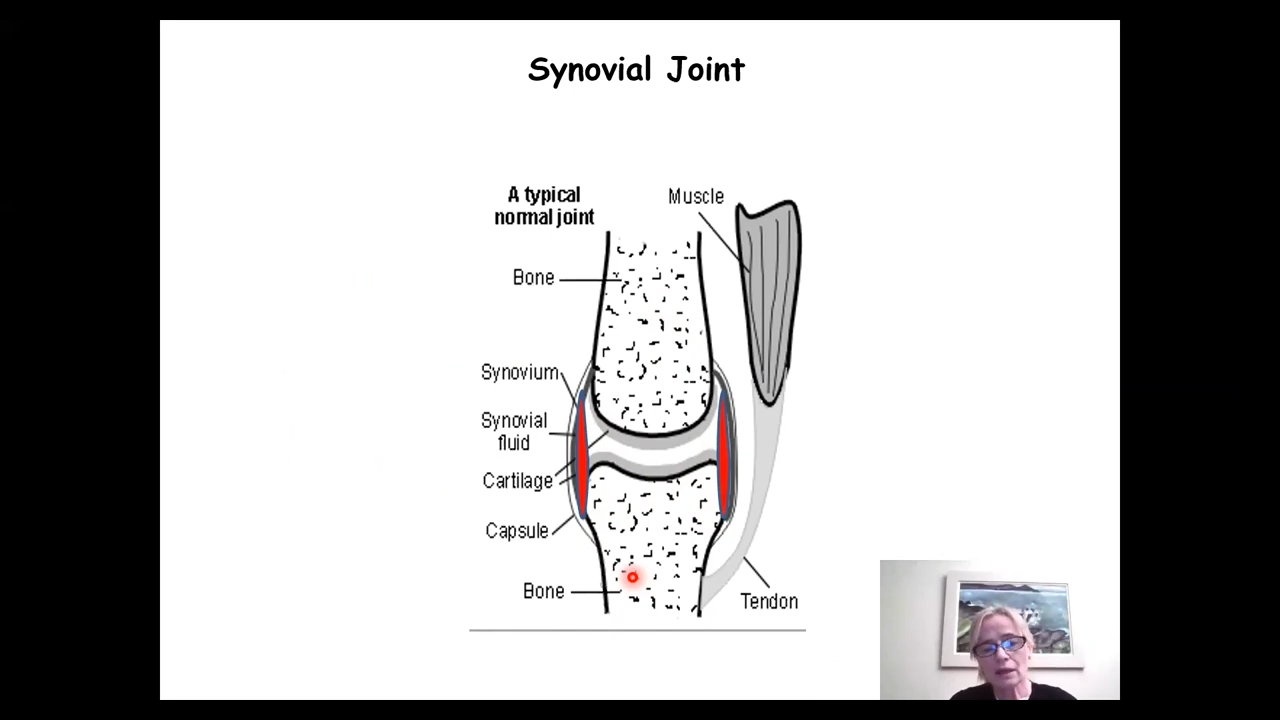 Synovial Joint
A typical
normal joint
Muscle
Bone
Synovium
Synovial
fluid
Cartilage
Capsule
Bone
Tendon